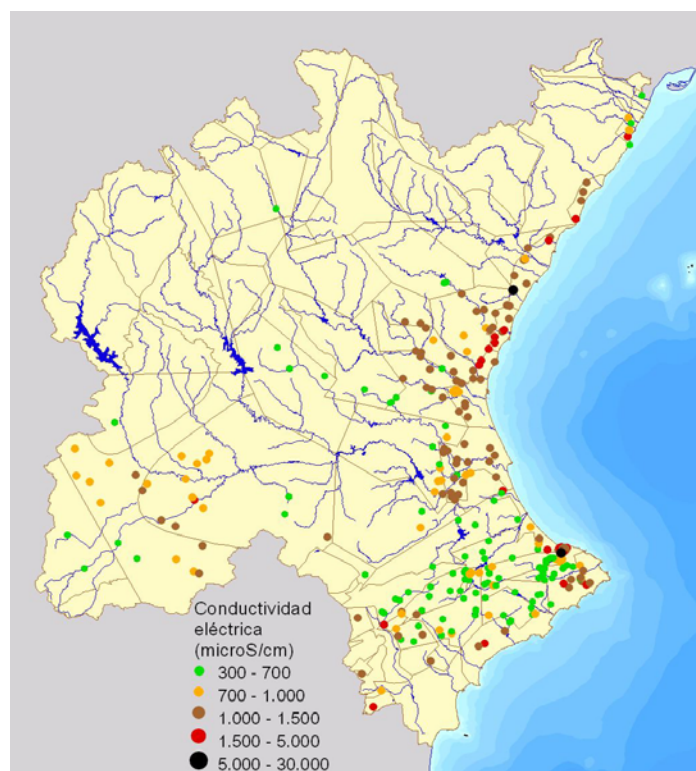 Conductividad
eléctrica
(microS/cm)
300 - 700
700 - 1.000
1.000 - 1.500
1.500 - 5.000
5.000 - 30.000